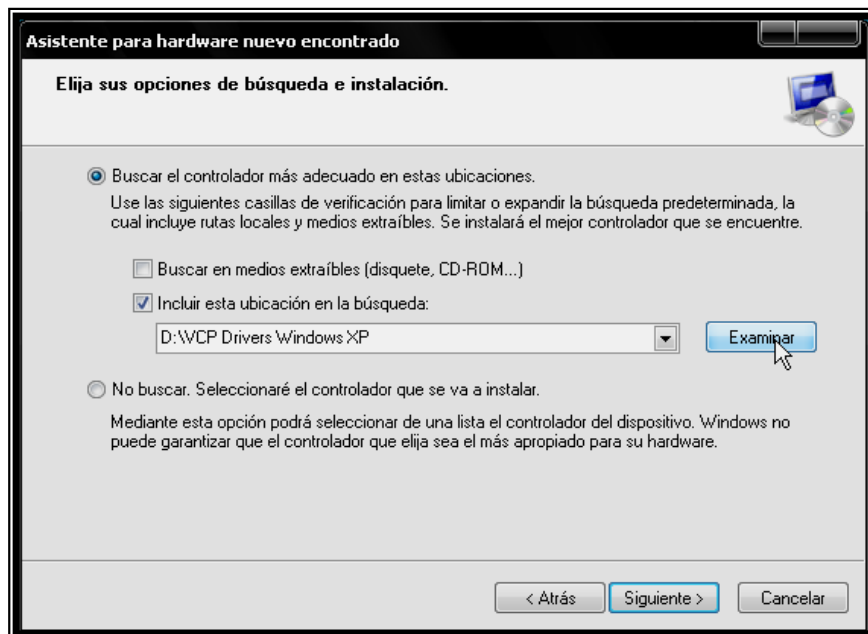 Asistente para hardware nuevo encontrado
Elija sus opciones de búsqueda e instalación.
Buscar el controlador más adecuado en estas ubicaciones.
Use las siguientes casillas de verificación para limitar o expandir la búsqueda predeterminada, la
cual incluye rutas locales y medios extraíbles. Se instalará el mejor controlador que se encuentre.
Buscar en medios extraíbles (disquete, CD-ROM...)
Incluir esta ubicación en la búsqueda:
D:\VCP Drivers Windows XP
Examinar
No buscar. Seleccionaré el controlador que se va a instalar.
Mediante esta opción podrá seleccionar de una lista el controlador del dispositivo. Windows no
puede garantizar que el controlador que elija sea el más apropiado para su hardware.
< Atrás
Siguiente >
Cancelar